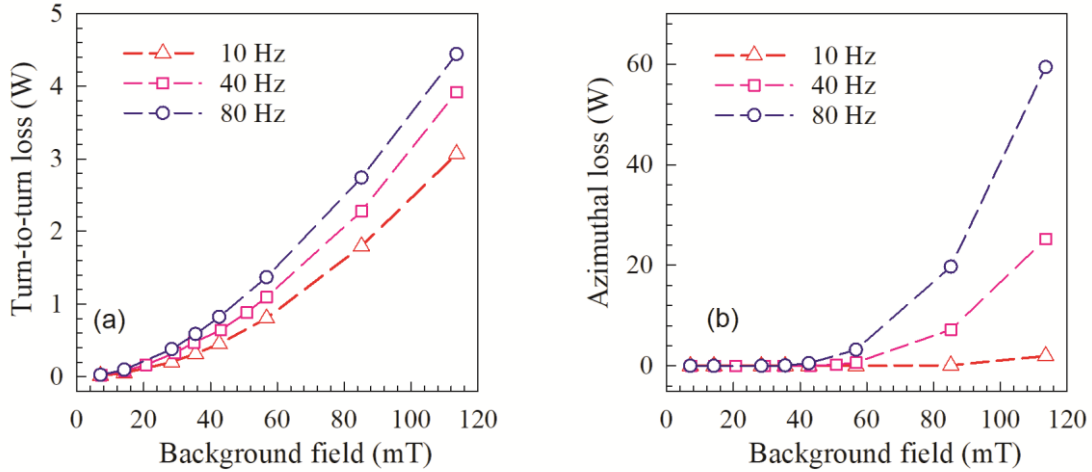 5
4
3
2
1
0
Turn-to-turn loss (W)
10 Hz
40 Hz
80 Hz
(a)
0 20 40 60 80 100 120
Background field (mT)
60
40
20
0
Azimuthal loss (W)
10 Hz
40 Hz
80 Hz
(b)
0 20 40 60 80 100 120
Background field (mT)